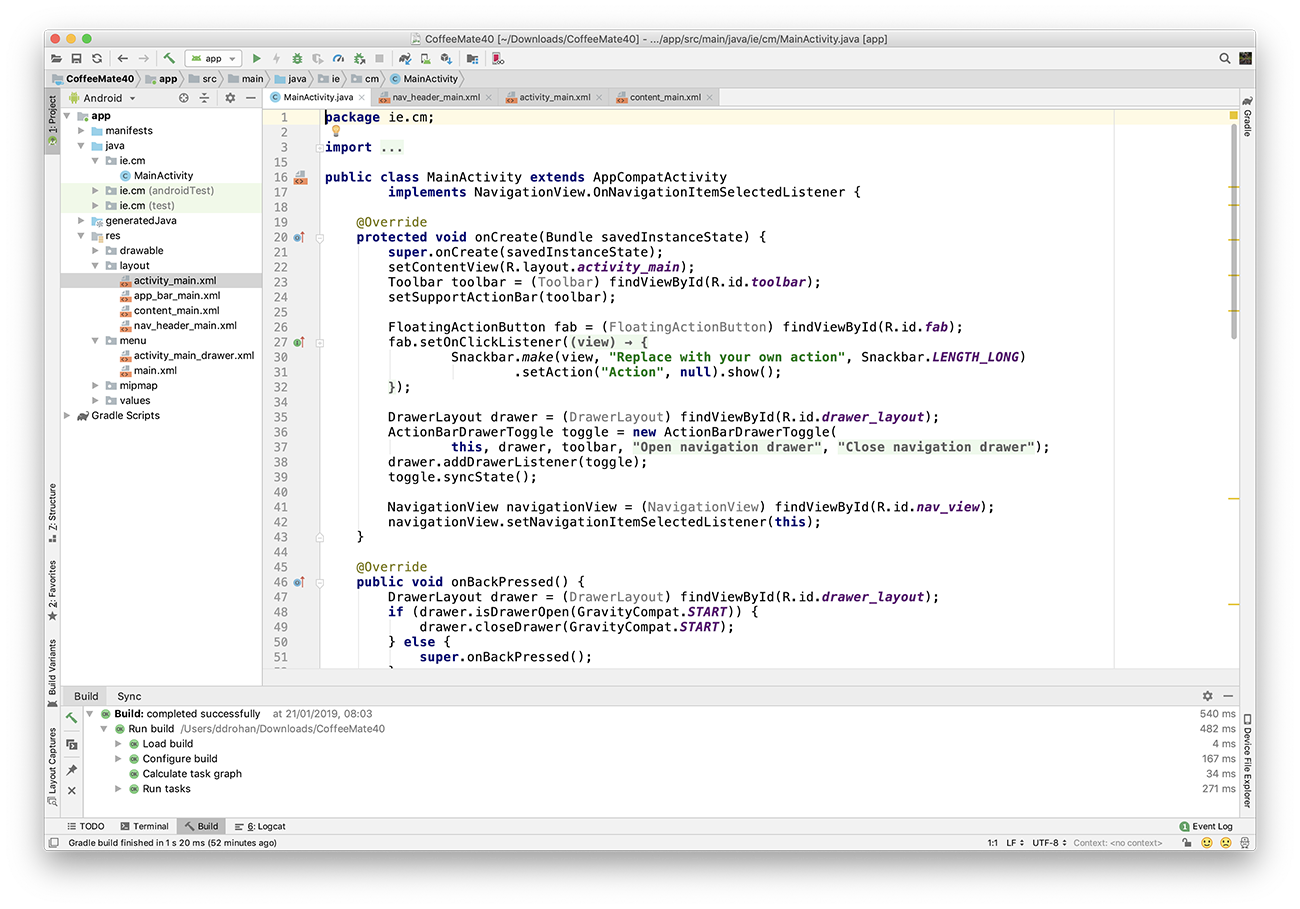 CoffeeMate40 [~/Downloads/CoffeeMate40] - .../app/src/main/java/ie/cm/MainActivity.java [app]
app
CoffeeMate40 app src main java ie cm MainActivity
1: Project
Android
MainActivity.java nav_header_main.xml activity_main.xml content_main.xml
Gradle
app
manifests
java
ie.cm
MainActivity
ie.cm (androidTest)
ie.cm (test)
generatedJava
res
drawable
layout
activity_main.xml
app_bar_main.xml
content_main.xml
nav_header_main.xml
menu
activity_main_drawer.xml
main.xml
mipmap
values
Gradle Scripts
7: Structure
2: Favorites
Build Variants
Layout Captures
1 package ie.cm;
2
3 import ...
15
16 public class MainActivity extends AppCompatActivity
17 implements NavigationView.OnNavigationItemSelectedListener {
18
19 @Override
20 protected void onCreate(Bundle savedInstanceState) {
21 super.onCreate(savedInstanceState);
22 setContentView(R.layout.activity_main);
23 Toolbar toolbar = (Toolbar) findViewById(R.id.toolbar);
24 setSupportActionBar(toolbar);
25
26 FloatingActionButton fab = (FloatingActionButton) findViewById(R.id.fab);
27 fab.setOnClickListener((view) → {
30 Snackbar.make(view, "Replace with your own action", Snackbar.LENGTH_LONG)
31 .setAction("Action", null).show();
32 });
34
35 DrawerLayout drawer = (DrawerLayout) findViewById(R.id.drawer_layout);
36 ActionBarDrawerToggle toggle = new ActionBarDrawerToggle(
37 this, drawer, toolbar, "Open navigation drawer", "Close navigation drawer");
38 drawer.addDrawerListener(toggle);
39 toggle.syncState();
40
41 NavigationView navigationView = (NavigationView) findViewById(R.id.nav_view);
42 navigationView.setNavigationItemSelectedListener(this);
43 }
44
45 @Override
46 public void onBackPressed() {
47 DrawerLayout drawer = (DrawerLayout) findViewById(R.id.drawer_layout);
48 if (drawer.isDrawerOpen(GravityCompat.START)) {
49 drawer.closeDrawer(GravityCompat.START);
50 } else {
51 super.onBackPressed();
Build Sync
Build: completed successfully at 21/01/2019, 08:03 540 ms
Run build /Users/ddrohan/Downloads/CoffeeMate40 482 ms
Load build 4 ms
Configure build 167 ms
Calculate task graph 34 ms
Run tasks 271 ms
Device File Explorer
TODO Terminal Build 6: Logcat 1 Event Log
Gradle build finished in 1 s 20 ms (52 minutes ago) 1:1 LF UTF-8 Context: <no context>